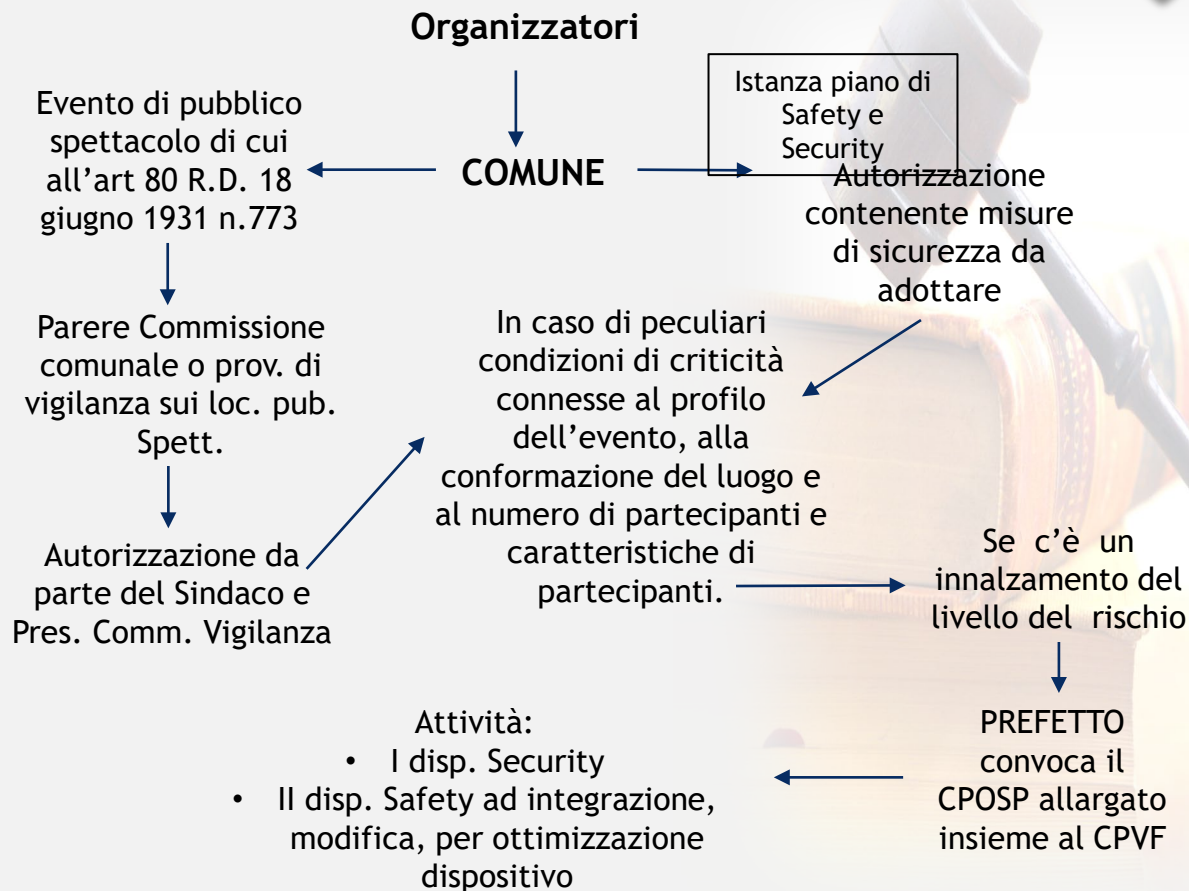 Organizzatori
Istanza piano di
Safety e
Security
Evento di pubblico
spettacolo di cui
all’art 80 R.D. 18
giugno 1931 n.773
COMUNE
Autorizzazione
contenente misure
di sicurezza da
adottare
Parere Commissione
comunale o prov. di
vigilanza sui loc. pub.
Spett.
In caso di peculiari
condizioni di criticità
connesse al profilo
dell’evento, alla
conformazione del luogo e
al numero di partecipanti e
caratteristiche di
partecipanti.
Autorizzazione da
parte del Sindaco e
Pres. Comm. Vigilanza
Se c’è un
innalzamento del
livello del rischio
PREFETTO
convoca il
CPOSP allargato
insieme al CPVF
Attività:
• I disp. Security
• II disp. Safety ad integrazione,
modifica, per ottimizzazione
dispositivo